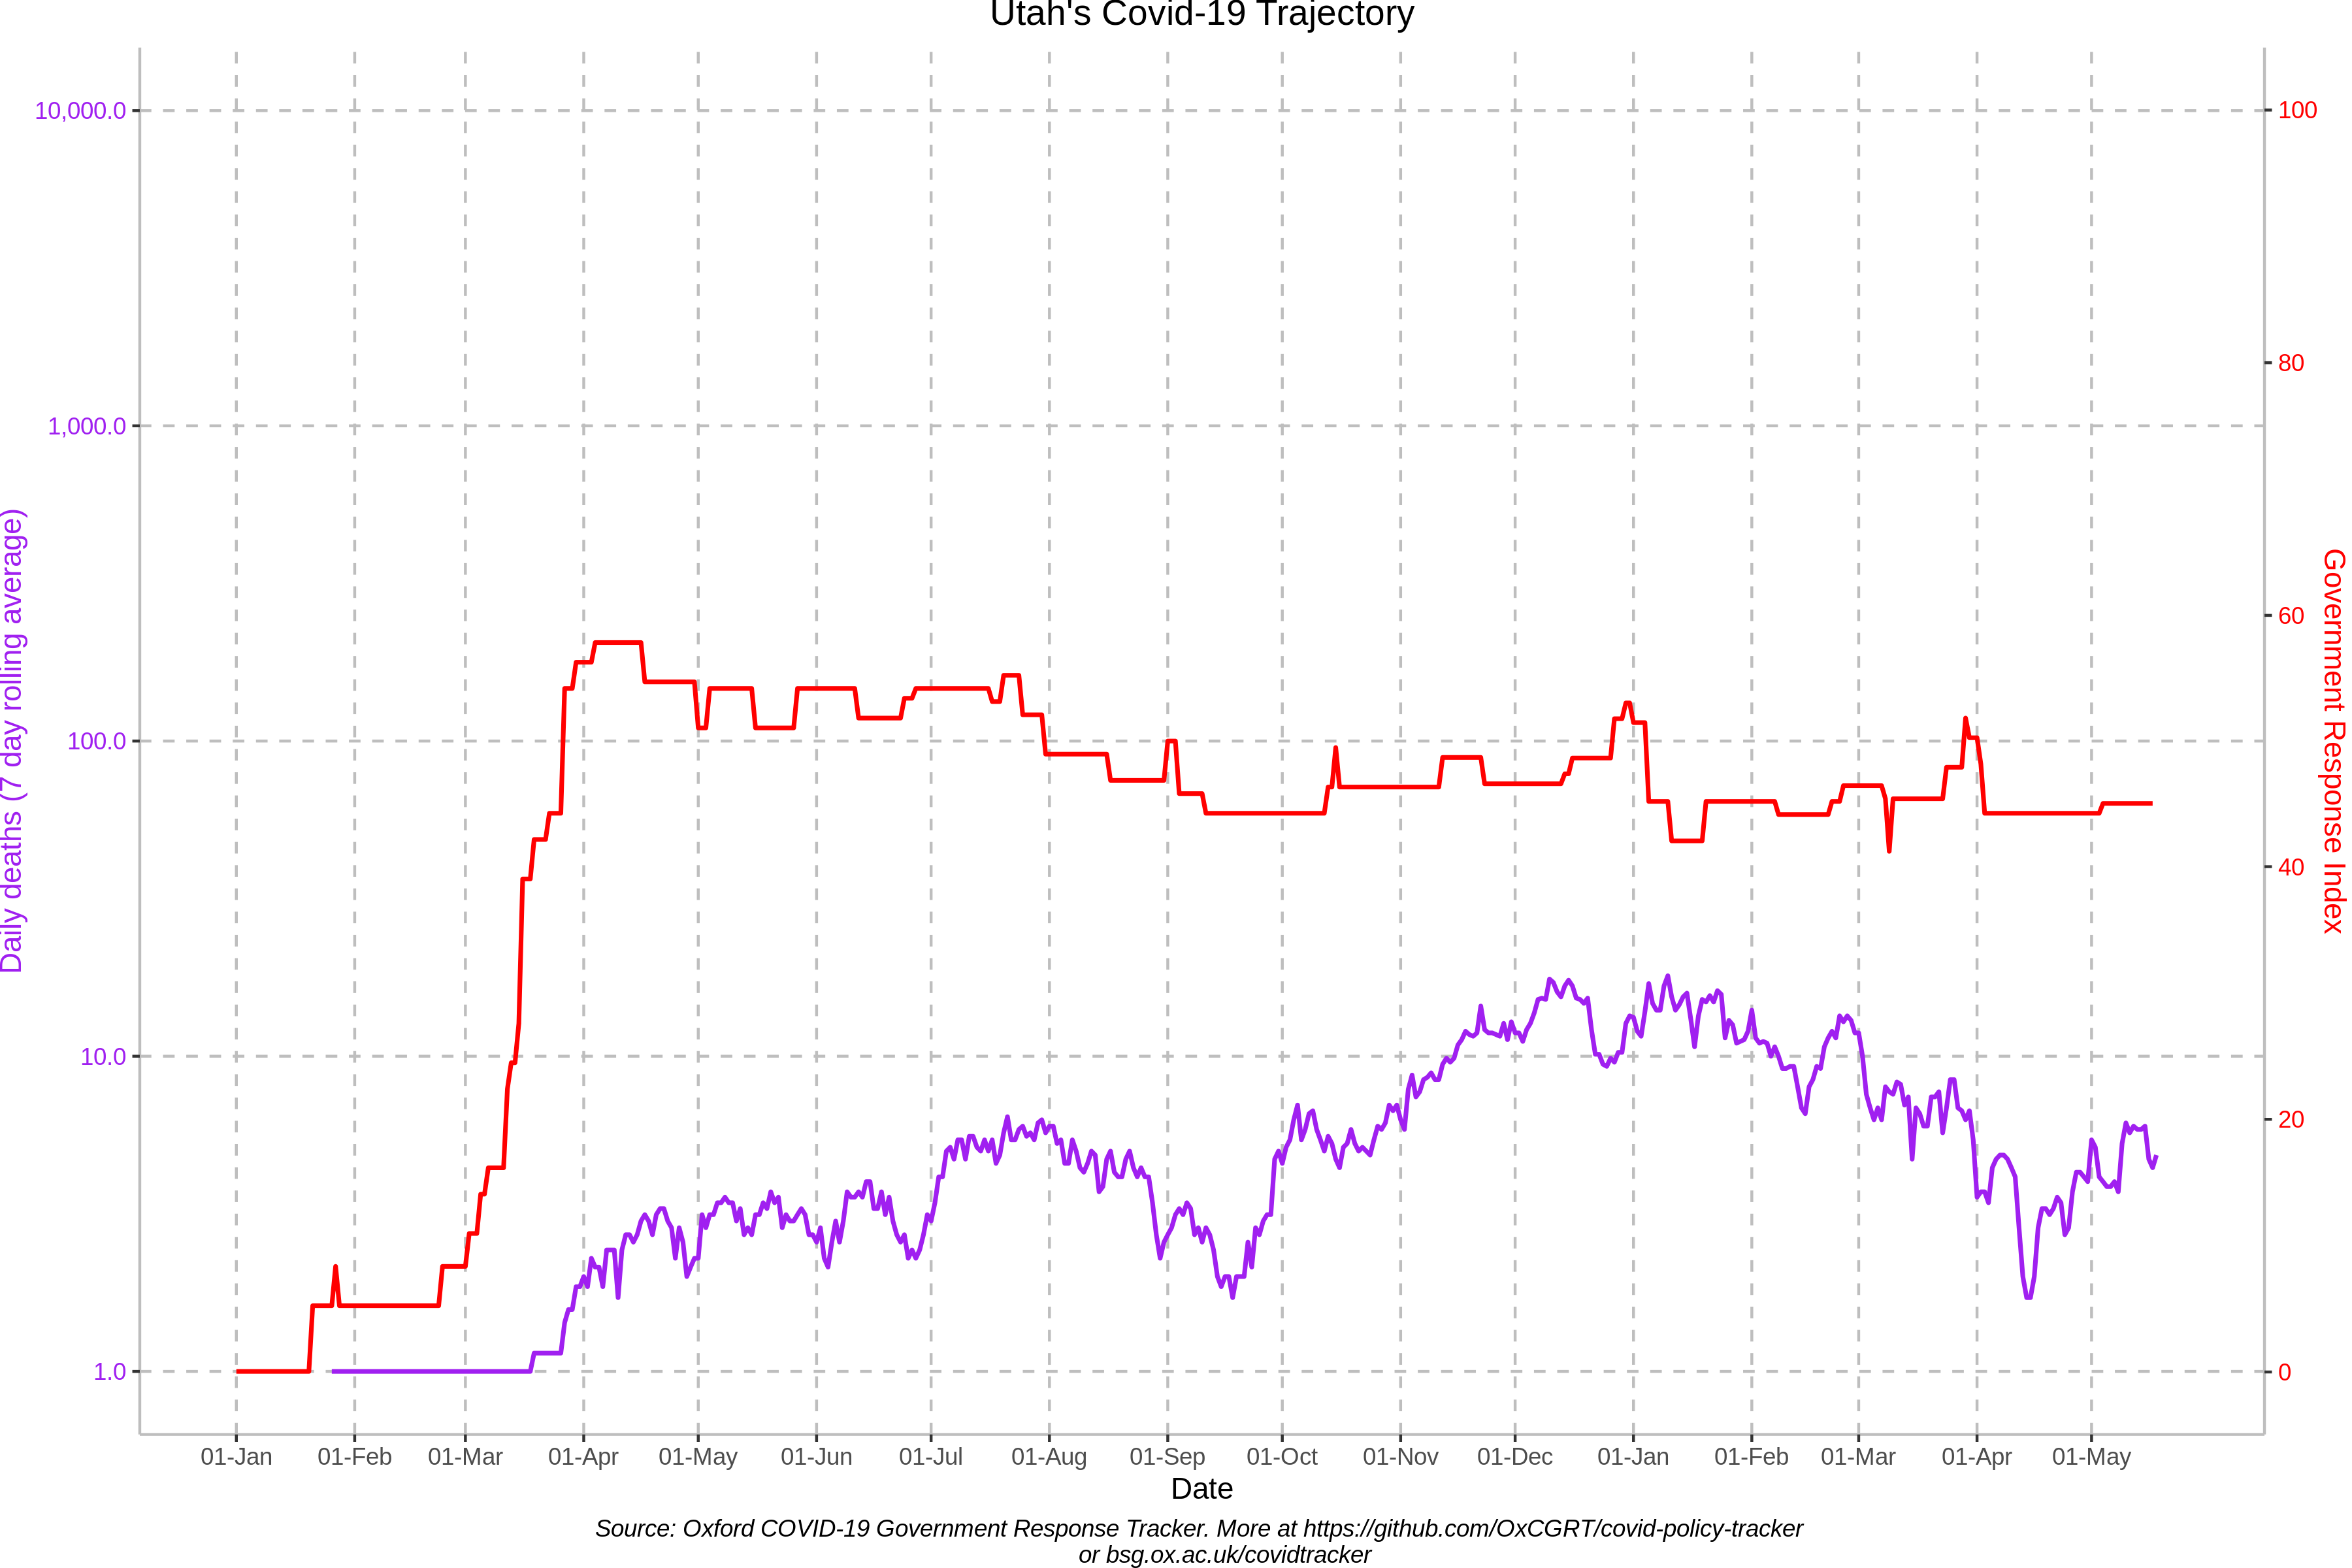 Utah's Covid-19 Trajectory
10,000.0
1,000.0
100.0
10.0
1.0
Daily deaths (7 day rolling average)
100
80
60
40
20
0
Government Response Index
01-Jan 01-Feb 01-Mar 01-Apr 01-May 01-Jun 01-Jul 01-Aug 01-Sep 01-Oct 01-Nov 01-Dec 01-Jan 01-Feb 01-Mar 01-Apr 01-May
Date
Source: Oxford COVID-19 Government Response Tracker. More at https://github.com/OxCGRT/covid-policy-tracker
or bsg.ox.ac.uk/covidtracker